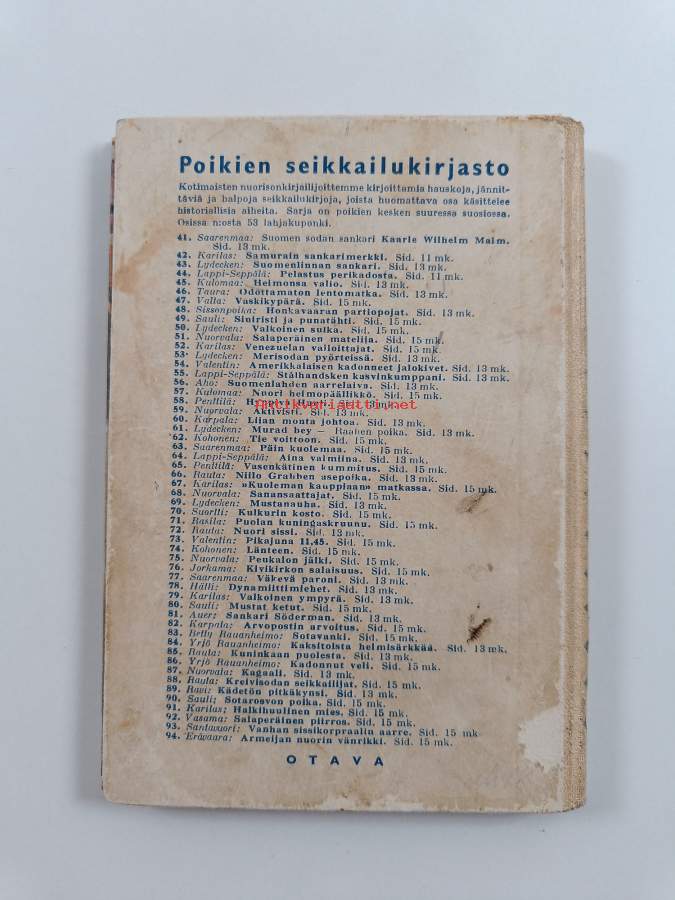 Poikien seikkailukirjasto
Kotimaisten nuorisonkirjailijoittemme kirjoittamia hauskoja, jännit-
täviä ja halpoja seikkailukirjoja, joista huomattava osa käsittelee
historiallisia aiheita. Sarja on poikien kesken suuressa suosiossa.
Osissa n:osta 53 lahjakuponki.
41. Saarenmaa: Suomen sodan sankari Kaarle Wilhelm Malm.
Sid. 13 mk.
42. Karilas: Samurain sankarimerkki. Sid. 11 mk.
43. Lydecken: Suomenlinnan sankari. Sid. 13 mk.
44. Lappi-Seppälä: Pelastus perikadosta. Sid. 11 mk.
45. Kulomaa: Heimonsa valio. Sid. 13 mk.
46. Taura: Odottamaton lentomatka. Sid. 13 mk.
47. Valla: Vaskikypärä. Sid. 15 mk.
48. Sissonpoika: Honkavaaran partiopojat. Sid. 13 mk.
49. Sauli: Siniristi ja punatähti. Sid. 15 mk.
50. Lydecken: Valkoinen sulka. Sid. 15 mk.
51. Nuorvala: Salaperäinen matelija. Sid. 15 mk.
52. Karilas: Venezuelan valloittajat. Sid. 15 mk.
53. Lydecken: Merisodan pyörteissä. Sid. 13 mk.
54. Valentin: Amerikkalaisen kadonneet jalokivet. Sid. 13 mk.
55. Lappi-Seppälä: Stålhandsken kasvinkumppani. Sid. 13 mk.
56. Aho: Suomenlahden aarrelaiva. Sid. 13 mk.
57. Kulomaa: Nuori heimopäällikkö. Sid. 15 mk.
58. Penttilä: Sid. 13 mk.
Antikvariaatti.net
59. Nuorvala: Aktivisti. Sid. 13 mk.
60. Karpala: Liian monta johtoa. Sid. 13 mk.
61. Lydecken: Murad bey — Raahen poika. Sid. 13 mk.
62. Kohonen: Tie voittoon. Sid. 15 mk.
63. Saarenmaa: Päin kuolemaa. Sid. 13 mk.
64. Lappi-Seppälä: Aina valmiina. Sid. 13 mk.
65. Penttilä: Vasenkätinen kummitus. Sid. 15 mk.
66. Rauta: Niilo Grabben asepoika. Sid. 13 mk.
67. Karilas: »Kuoleman kauppiaan» matkassa. Sid. 15 mk.
68. Nuorvala: Sanansaattajat. Sid. 15 mk.
69. Lydecken: Mustanauha. Sid. 13 mk.
70. Suortti: Kulkurin kosto. Sid. 15 mk.
71. Rasila: Puolan kuningaskruunu. Sid. 15 mk.
72. Rauta: Nuori sissi. Sid. 13 mk.
73. Valentin: Pikajuna 11,45. Sid. 15 mk.
74. Kohonen: Länteen. Sid. 15 mk.
75. Nuorvala: Peukalon jälki. Sid. 15 mk.
76. Jorkama: Kivikirkon salaisuus. Sid. 15 mk.
77. Saarenmaa: Väkevä paroni. Sid. 13 mk.
78. Hälli: Dynamiittimiehet. Sid. 13 mk.
79. Karilas: Valkoinen ympyrä. Sid. 13 mk.
80. Sauli: Mustat ketut. Sid. 15 mk.
81. Auer: Sankari Söderman. Sid. 13 mk.
82. Karpala: Arvopostin arvoitus. Sid. 15 mk.
83. Betty Rauanheimo: Sotavanki. Sid. 15 mk.
84. Yrjö Rauanheimo: Kaksitoista helmisärkkää. Sid. 13 mk.
85. Rauta: Kuninkaan puolesta. Sid. 13 mk.
86. Yrjö Rauanheimo: Kadonnut veli. Sid. 15 mk.
87. Nuorvala: Kagaali. Sid. 13 mk.
88. Rauta: Kreivisodan seikkailijat. Sid. 15 mk.
89. Ravi: Kädetön pitkäkynsi. Sid. 13 mk.
90. Sauli: Sotarosvon poika. Sid. 15 mk.
91. Karilas: Halkihuulinen mies. Sid. 15 mk.
92. Vasama: Salaperäinen piirros. Sid. 15 mk.
93. Santavuori: Vanhan sissikorpraalin aarre. Sid. 15 mk
94. Erävaara: Armeijan nuorin vänrikki. Sid. 15 mk.
OTAVA